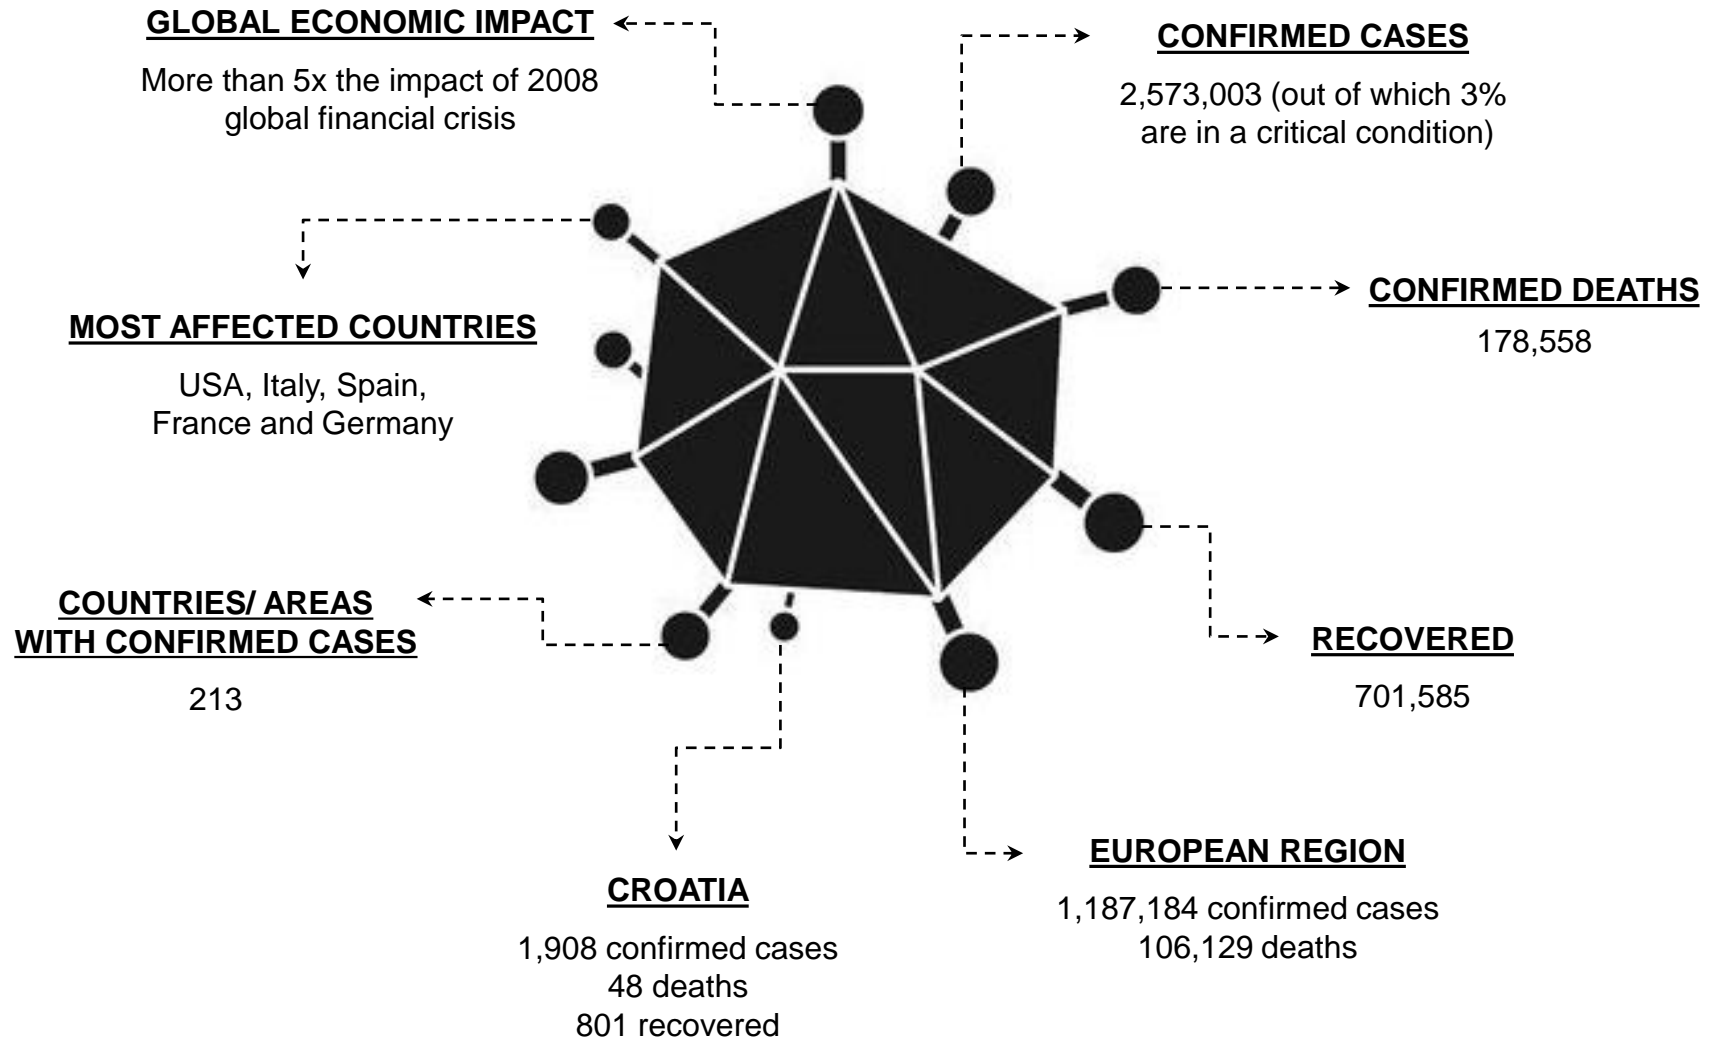 GLOBAL ECONOMIC IMPACT
More than 5x the impact of 2008
global financial crisis
CONFIRMED CASES
2,573,003 (out of which 3%
are in a critical condition)
CONFIRMED DEATHS
178,558
MOST AFFECTED COUNTRIES
USA, Italy, Spain,
France and Germany
COUNTRIES/ AREAS
WITH CONFIRMED CASES
213
RECOVERED
701,585
CROATIA
1,908 confirmed cases
48 deaths
801 recovered
EUROPEAN REGION
1,187,184 confirmed cases
106,129 deaths